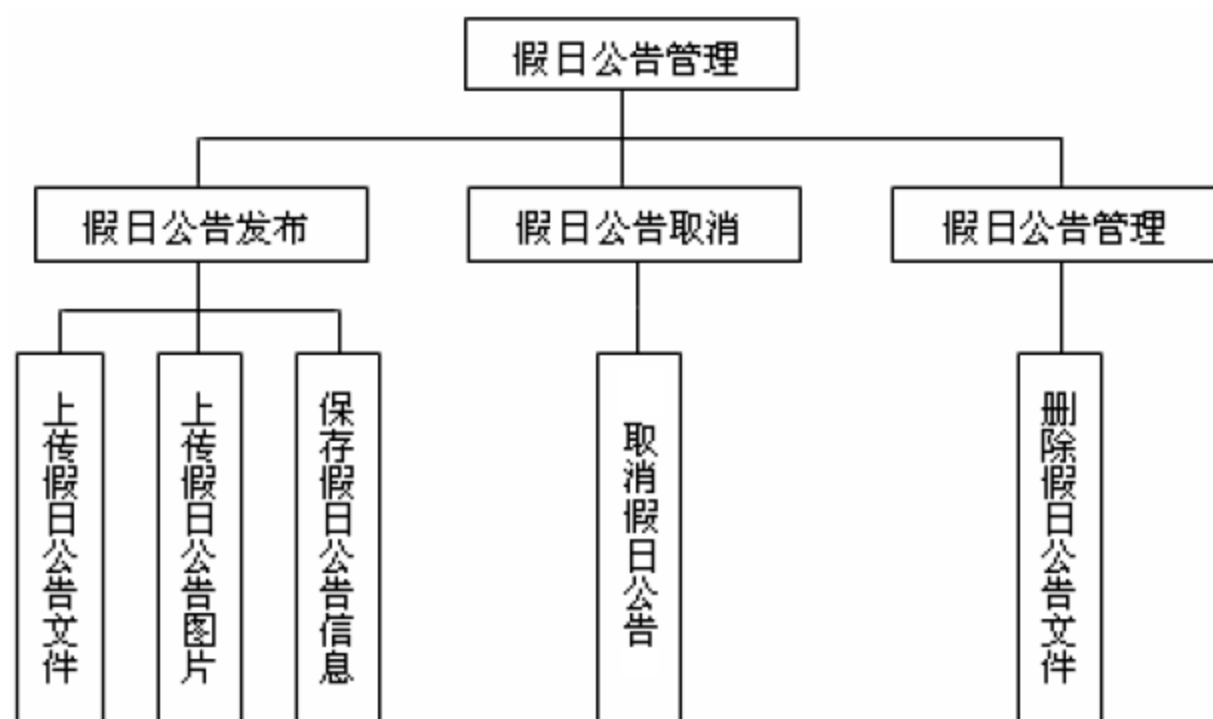 假日公告管理
假日公告发布
假日公告取消
假日公告管理
上传假日公告文件
上传假日公告图片
保存假日公告信息
取消假日公告
删除假日公告文件